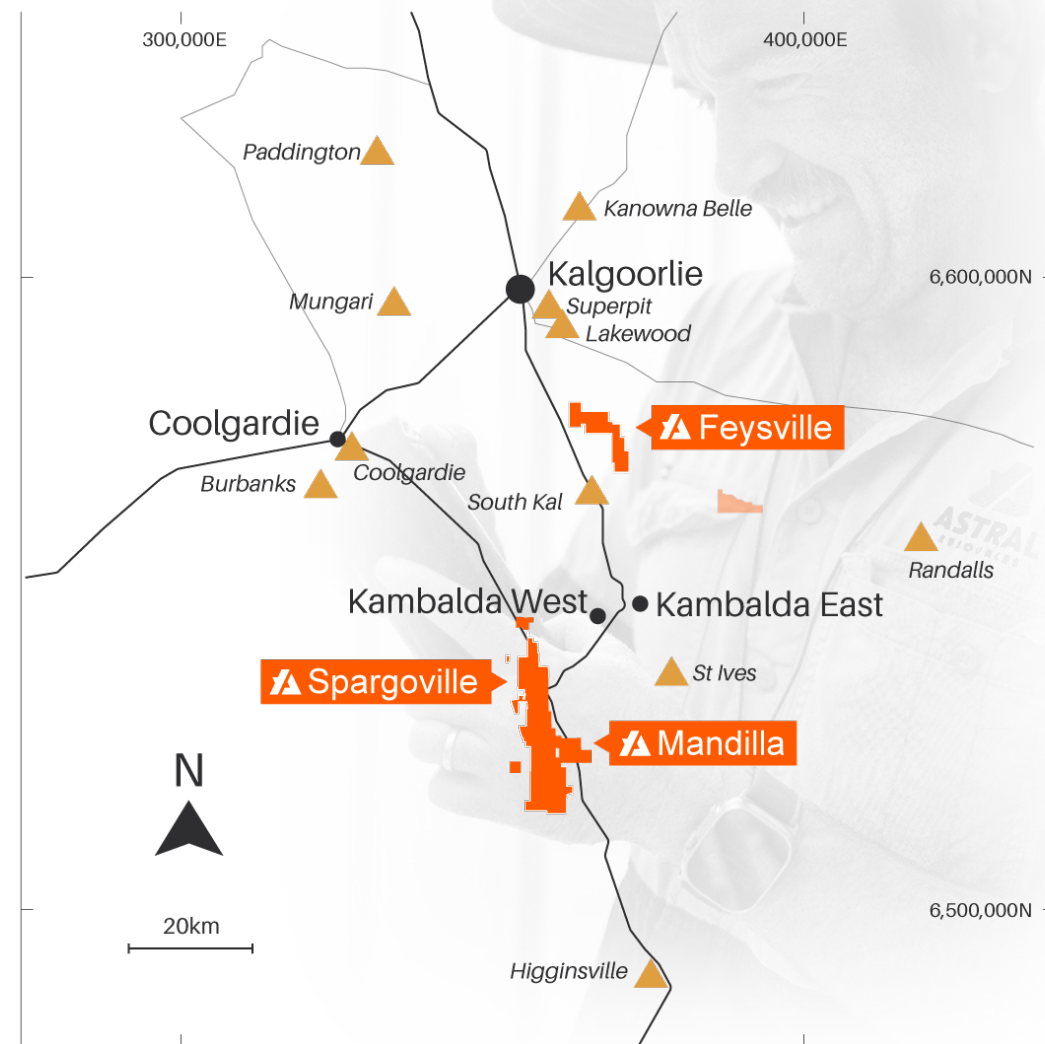 300,000E
400,000E
Paddington
Kanowna Belle
Kalgoorlie
6,600,000N
Mungari
Superpit
Lakewood
Coolgardie
Feysville
Coolgardie
Burbanks
South Kal
ASTRAL
RESOURCES
Randalls
Kambalda West
Kambalda East
St Ives
Spargoville
Mandilla
N
6,500,000N
20km
Higginsville